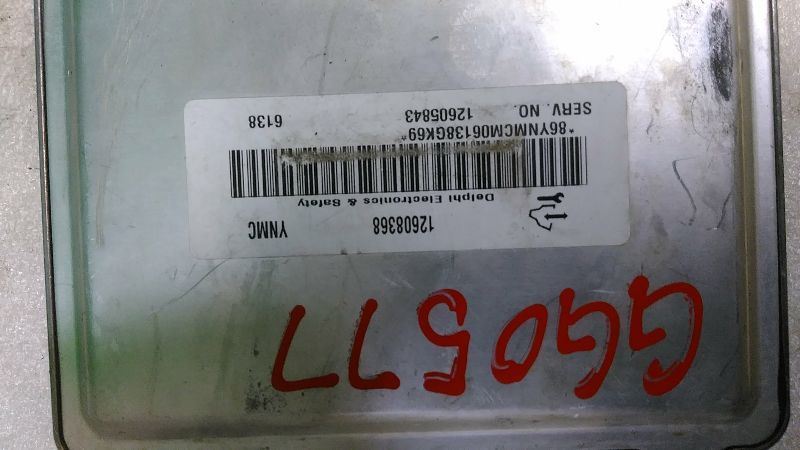 GG0577
12608368 YNMC
Delphi Electronics & Safety
*86YNMCM06138GK69*
SERV. NO. 12605843 6138